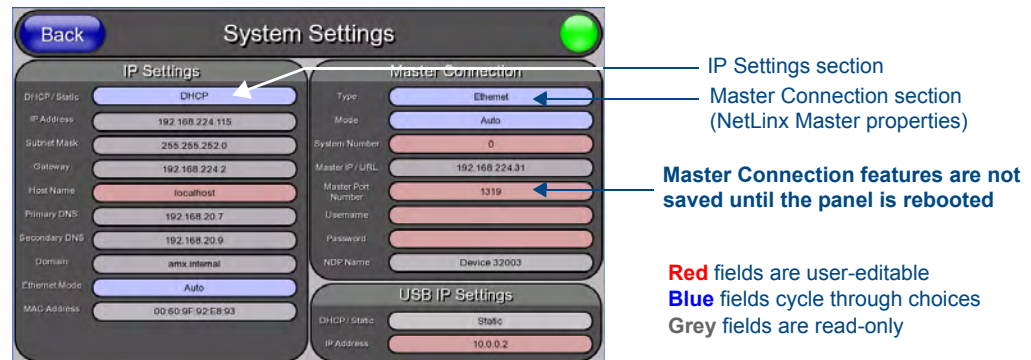 Back
System Settings
IP Settings
DHCP / Static
DHCP
IP Address
192.168.224.115
Subnet Mask
255.255.252.0
Gateway
192.168.224.2
Host Name
localhost
Primary DNS
192.168.20.7
Secondary DNS
192.168.20.9
Domain
amx.internal
Ethernet Mode
Auto
MAC Address
00:60:9F:92:E8:93
Master Connection
Type
Ethernet
Mode
Auto
System Number
0
Master IP / URL
192.168.224.31
Master Port
Number
1319
Username
Password
NDP Name
Device 32003
USB IP Settings
DHCP / Static
Static
IP Address
10.0.0.2
IP Settings section
Master Connection section
(NetLinx Master properties)
Master Connection features are not
saved until the panel is rebooted
Red fields are user-editable
Blue fields cycle through choices
Grey fields are read-only